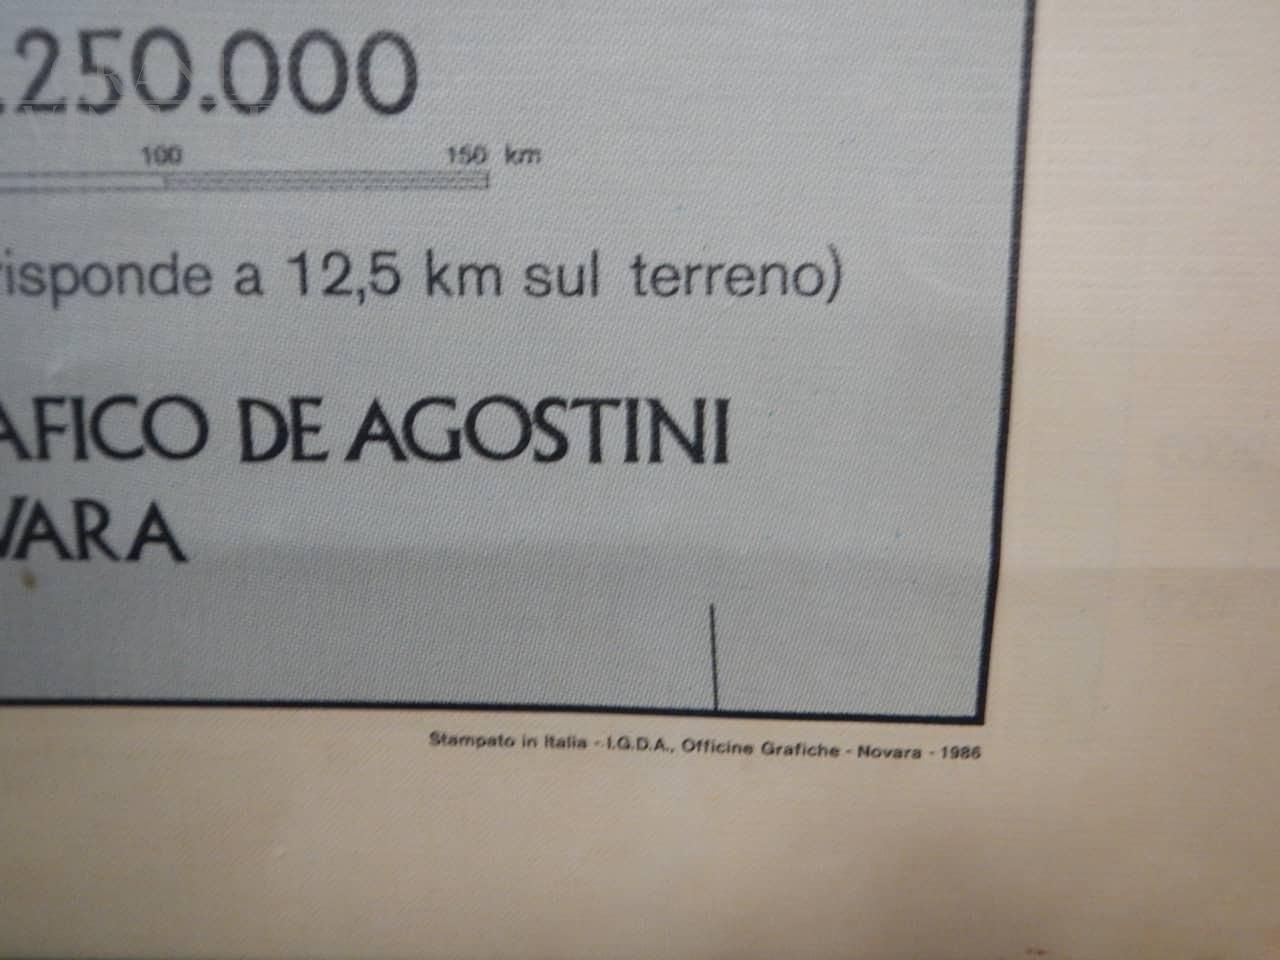 .250.000
100 150 km
risponde a 12,5 km sul terreno)
AFICO DE AGOSTINI
VARA
Stampato in Italia - I.G.D.A., Officine Grafiche - Novara - 1986